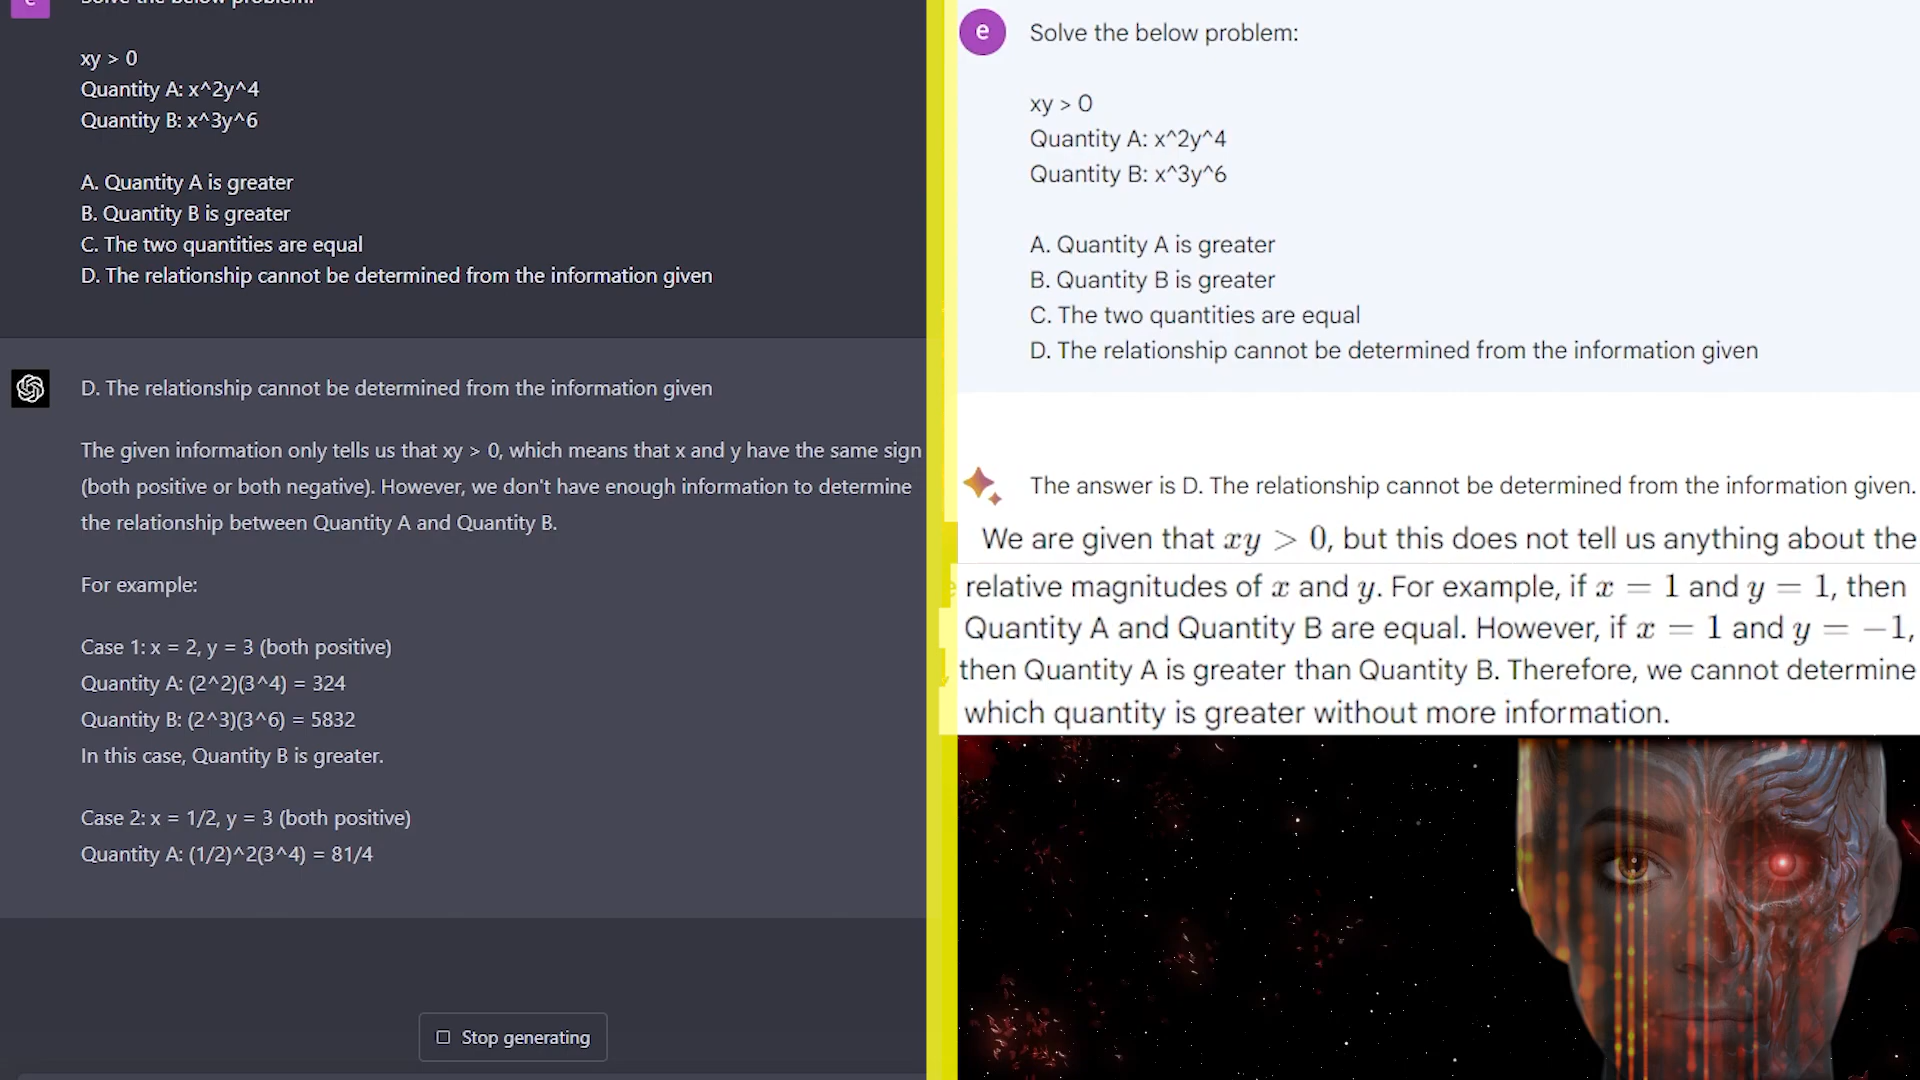 e
Solve the below problem:
xy > 0
Quantity A: x^2y^4
Quantity B: x^3y^6
A. Quantity A is greater
B. Quantity B is greater
C. The two quantities are equal
D. The relationship cannot be determined from the information given
D. The relationship cannot be determined from the information given
The given information only tells us that xy > 0, which means that x and y have the same sign
(both positive or both negative). However, we don't have enough information to determine
the relationship between Quantity A and Quantity B.
For example:
Case 1: x = 2, y = 3 (both positive)
Quantity A: (2^2)(3^4) = 324
Quantity B: (2^3)(3^6) = 5832
In this case, Quantity B is greater.
Case 2: x = 1/2, y = 3 (both positive)
Quantity A: (1/2)^2(3^4) = 81/4
Stop generating
e
Solve the below problem:
xy > 0
Quantity A: x^2y^4
Quantity B: x^3y^6
A. Quantity A is greater
B. Quantity B is greater
C. The two quantities are equal
D. The relationship cannot be determined from the information given
The answer is D. The relationship cannot be determined from the information given.
We are given that xy > 0, but this does not tell us anything about the
relative magnitudes of x and y. For example, if x = 1 and y = 1, then
Quantity A and Quantity B are equal. However, if x = 1 and y = −1,
then Quantity A is greater than Quantity B. Therefore, we cannot determine
which quantity is greater without more information.